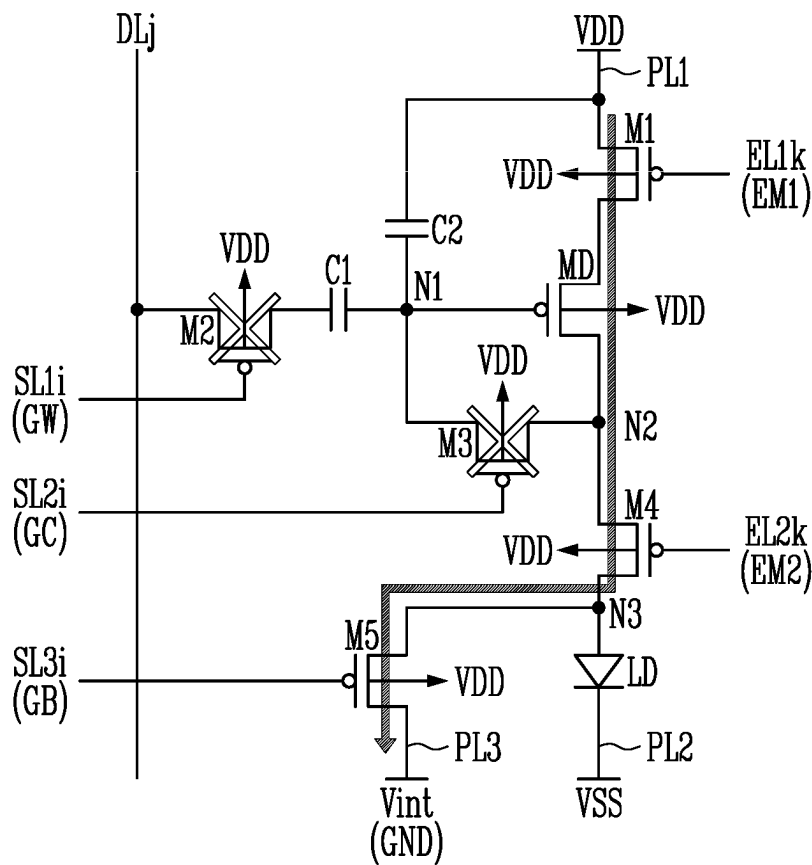 DLj
VDD
PL1
M1
VDD
EL1k
(EM1)
C2
VDD
C1
N1
MD
M2
VDD
VDD
SL1i
(GW)
M3
N2
SL2i
(GC)
M4
VDD
EL2k
(EM2)
N3
M5
SL3i
(GB)
VDD
LD
PL3
PL2
Vint
(GND)
VSS